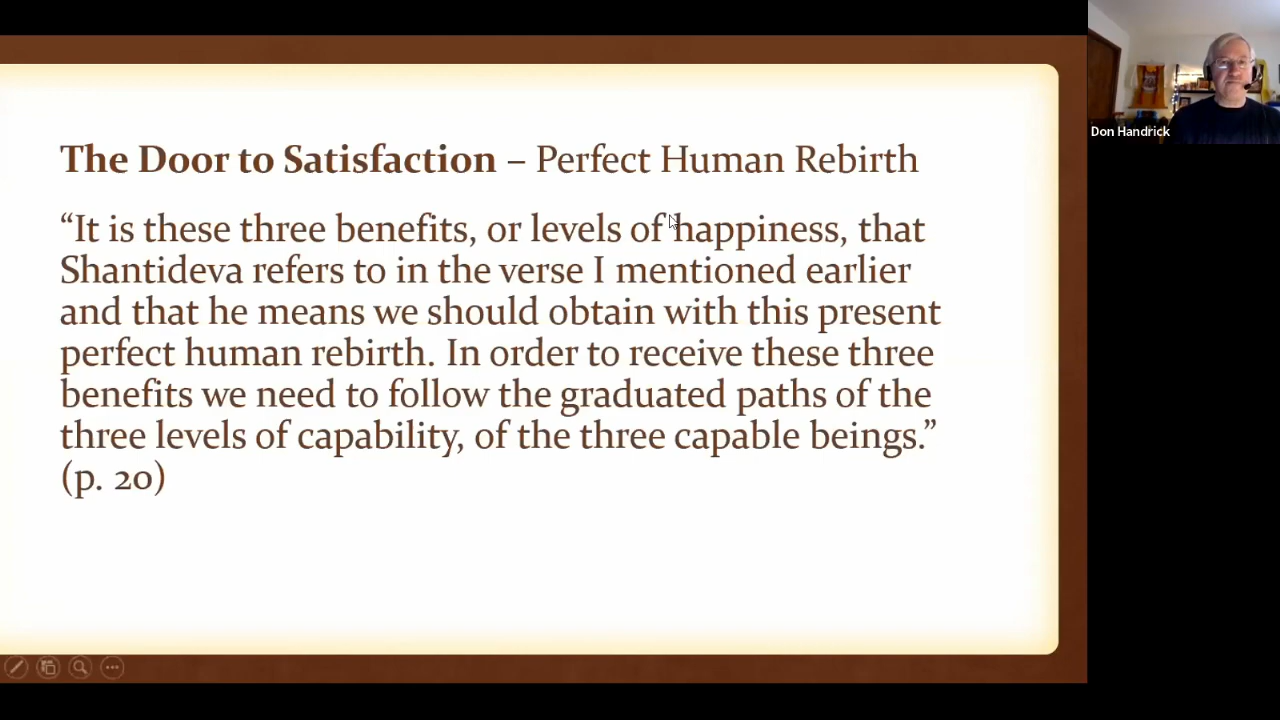 The Door to Satisfaction – Perfect Human Rebirth
“It is these three benefits, or levels of happiness, that
Shantideva refers to in the verse I mentioned earlier
and that he means we should obtain with this present
perfect human rebirth. In order to receive these three
benefits we need to follow the graduated paths of the
three levels of capability, of the three capable beings.”
(p. 20)
Don Handrick